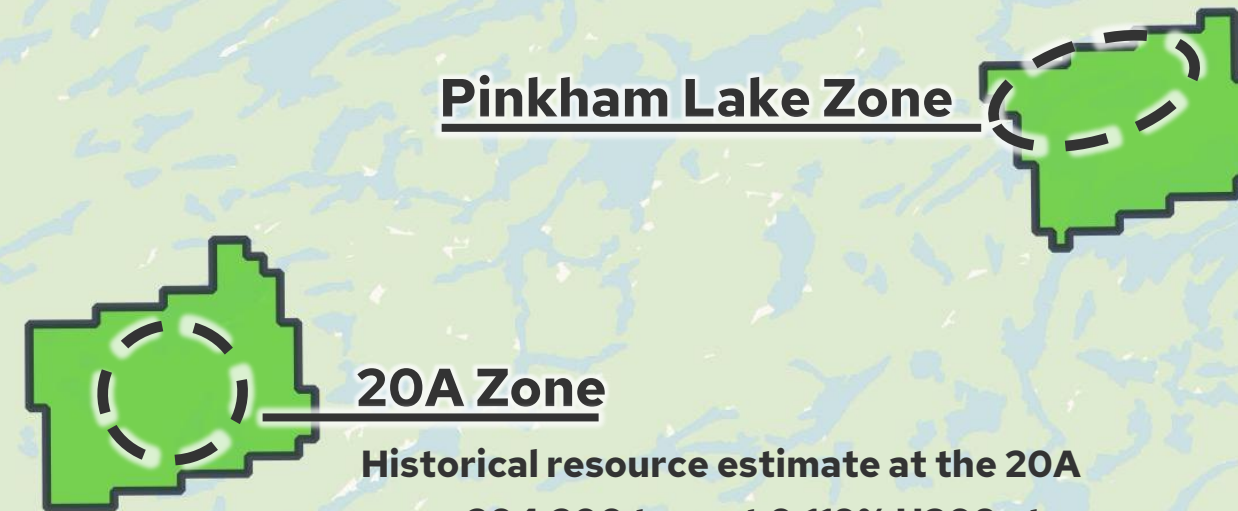 Pinkham Lake Zone
20A Zone
Historical resource estimate at the 20A